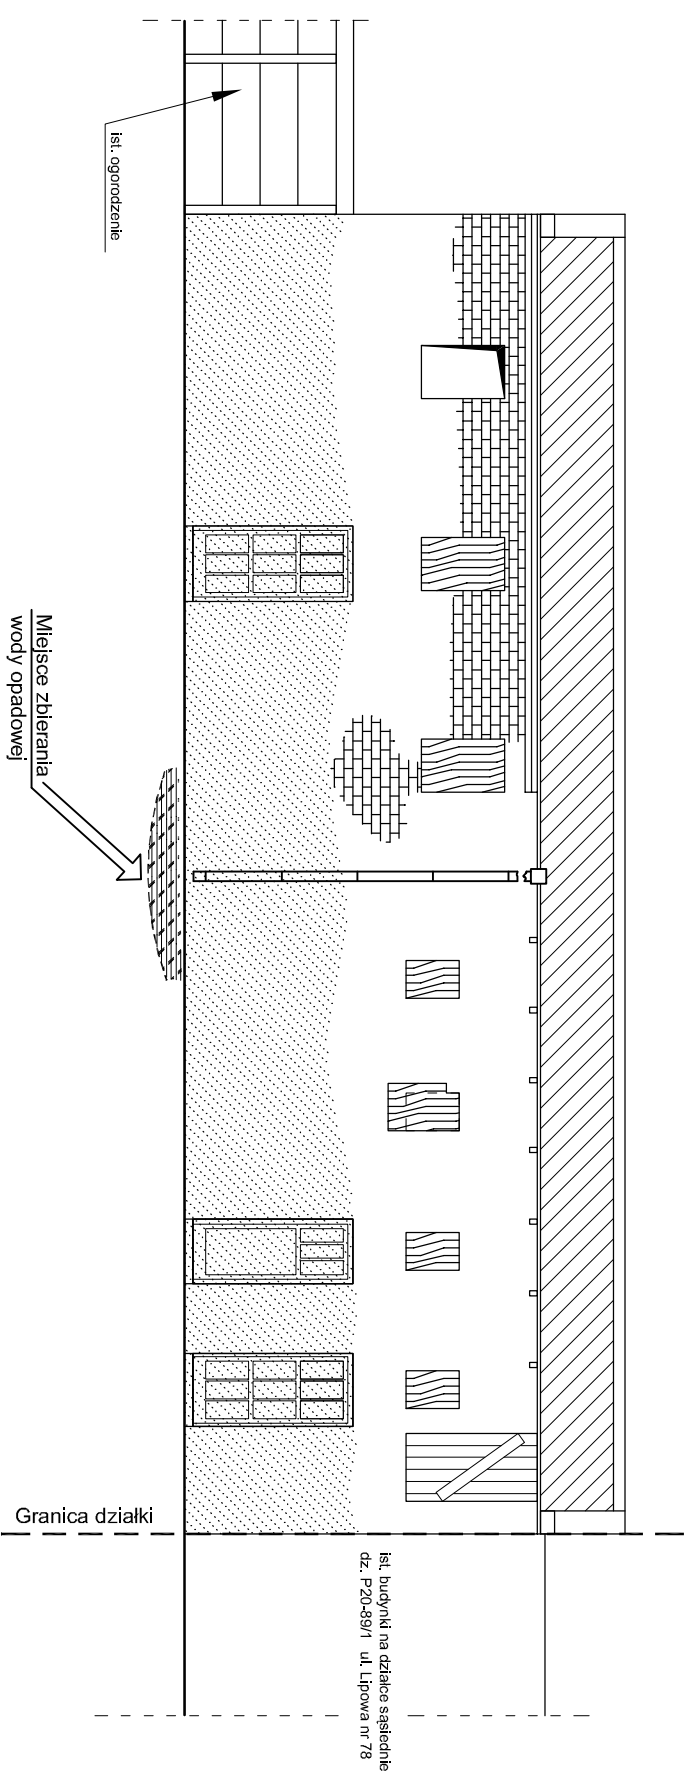 ist. ogorodzenie
Miejsce zbierania
wody opadowej
Granica działki
ist. budynki na działce sąsiednie
dz. P20-89/1 ul. Lipowa nr 78